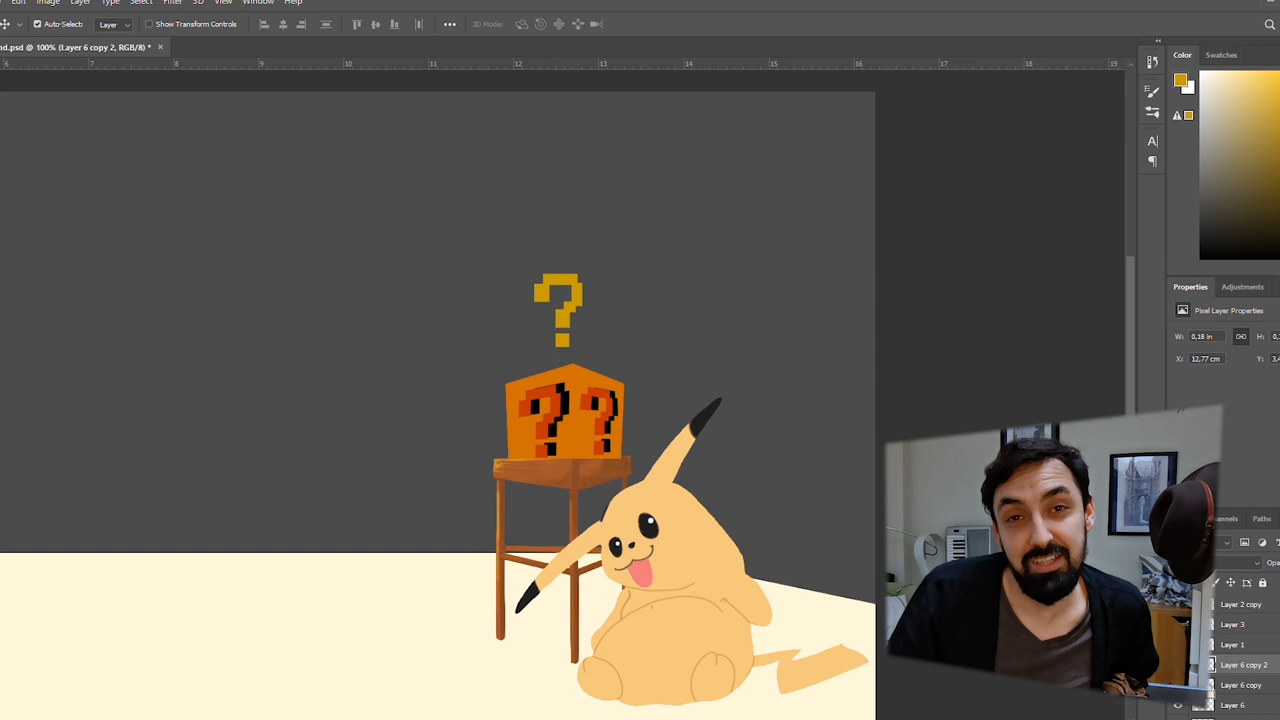 Edit Image Layer Type Select Filter 3D View Window Help
Auto-Select: Layer Show Transform Controls 3D Mode:
nd.psd @ 100% (Layer 6 copy 2, RGB/8) * ×
6 7 8 9 10 11 12 13 14 15 16 17 18 19
Color Swatches
A|
?
? ?
Properties Adjustments
Pixel Layer Properties
W: 0,18 in H:
X: 12,77 cm Y:
Paths
Layer 2 copy
Layer 3
Layer 1
Layer 6 copy 2
Layer 6 copy
Layer 6